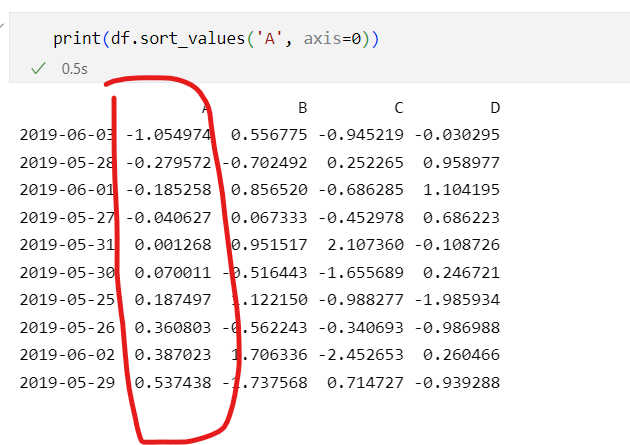 print(df.sort_values('A', axis=0))
0.5s
A B C D
2019-06-03 -1.054974 0.556775 -0.945219 -0.030295
2019-05-28 -0.279572 -0.702492 0.252265 0.958977
2019-06-01 -0.185258 0.856520 -0.686285 1.104195
2019-05-27 -0.040627 0.067333 -0.452978 0.686223
2019-05-31 0.001268 0.951517 2.107360 -0.108726
2019-05-30 0.070011 -0.516443 -1.655689 0.246721
2019-05-25 0.187497 1.122150 -0.988277 -1.985934
2019-05-26 0.360803 -0.562243 -0.340693 -0.986988
2019-06-02 0.387023 1.706336 -2.452653 0.260466
2019-05-29 0.537438 -1.737568 0.714727 -0.939288